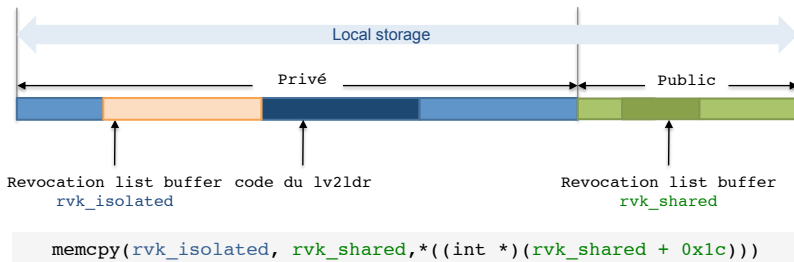 Local storage
Privé Public
Revocation list buffer code du lv2ldr Revocation list buffer
rvk_isolated rvk_shared
memcpy(rvk_isolated, rvk_shared,*((int *)(rvk_shared + 0x1c)))